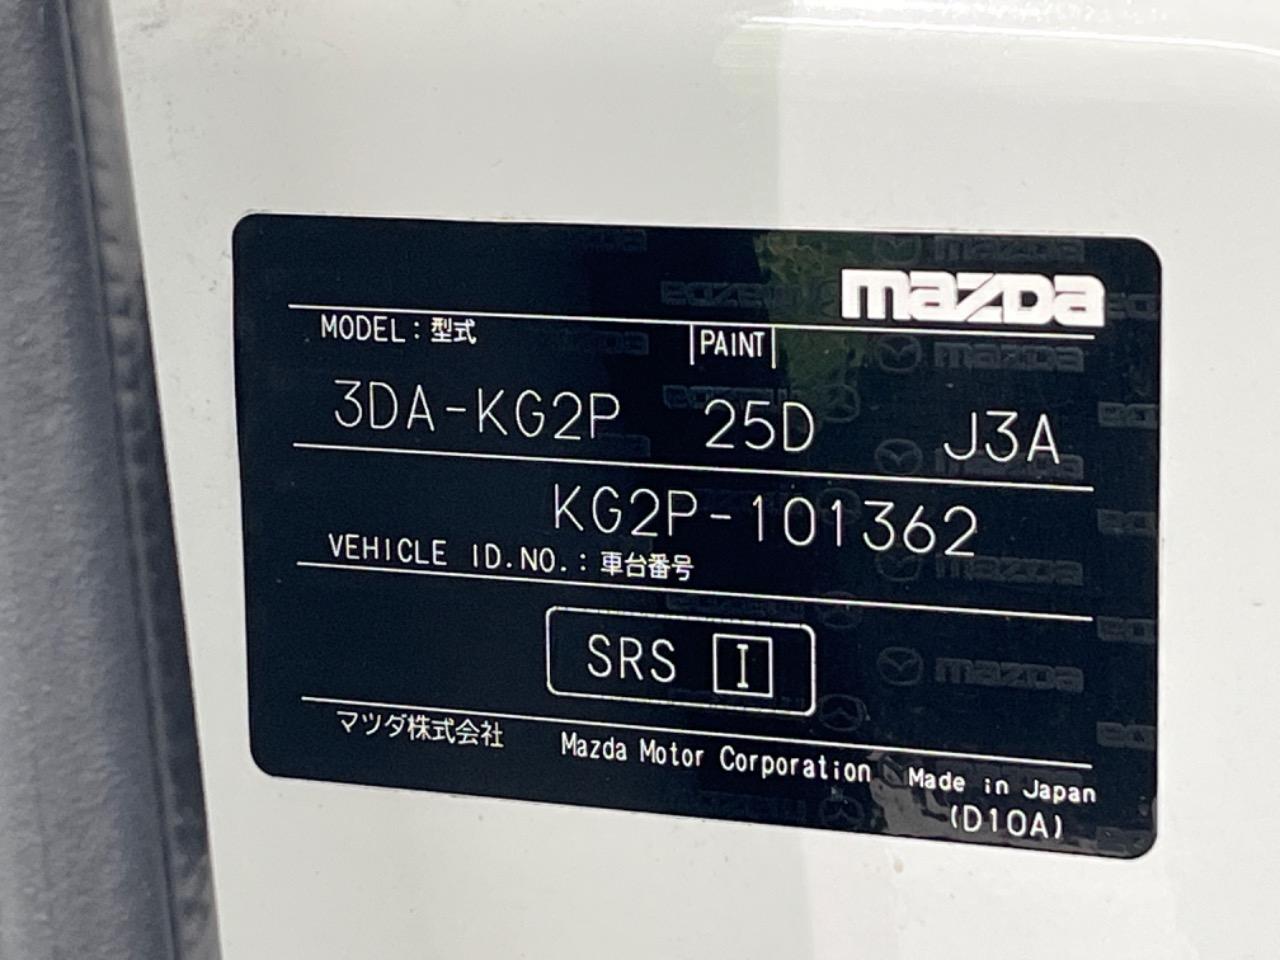 mazda
MODEL : 型式 PAINT
3DA-KG2P 25D J3A
KG2P-101362
VEHICLE ID.NO. : 車台番号
SRS I
マツダ株式会社 Mazda Motor Corporation Made in Japan
(D10A)